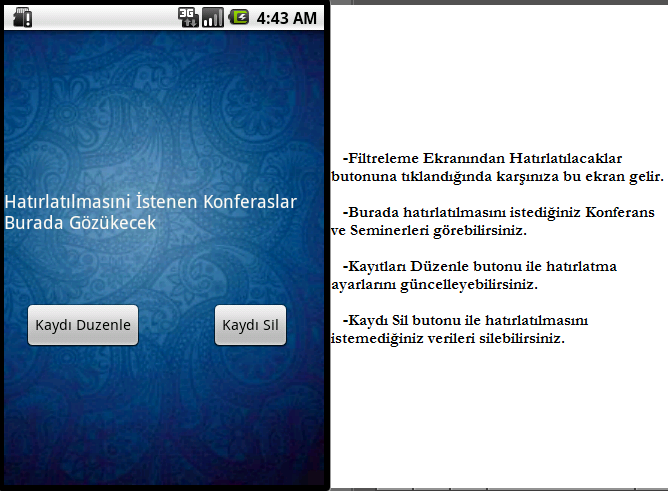 3G 4:43 AM
Hatırlatılmasıni İstenen Konferaslar
Burada Gözükecek
Kaydı Duzenle
Kaydı Sil
-Filtreleme Ekranından Hatırlatılacaklar
butonuna tıklandığında karşınıza bu ekran gelir.
-Burada hatırlatılmasını istediğiniz Konferans
ve Seminerleri görebilirsiniz.
-Kayıtları Düzenle butonu ile hatırlatma
ayarlarını güncelleyebilirsiniz.
-Kaydı Sil butonu ile hatırlatılmasını
istemediğiniz verileri silebilirsiniz.